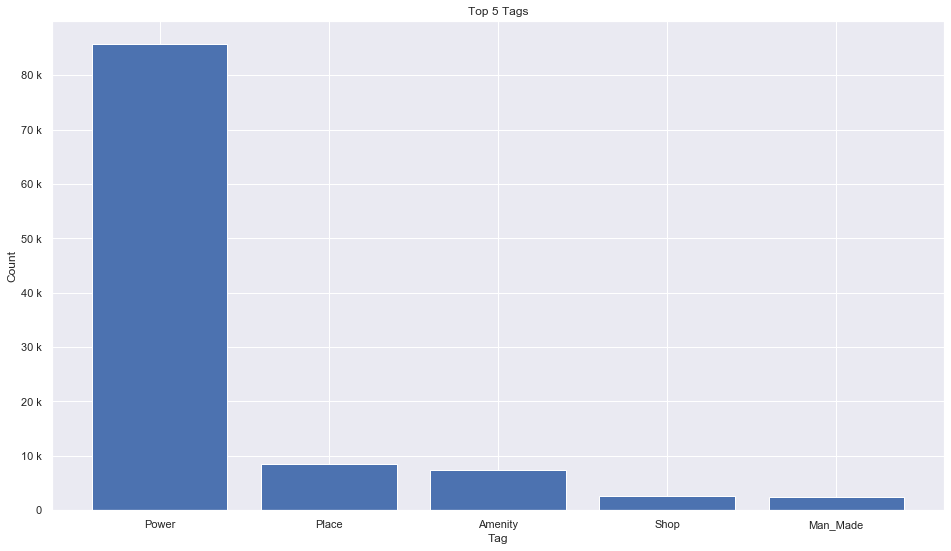 Top 5 Tags
Count
80 k
70 k
60 k
50 k
40 k
30 k
20 k
10 k
0
Power Place Amenity Shop Man_Made
Tag